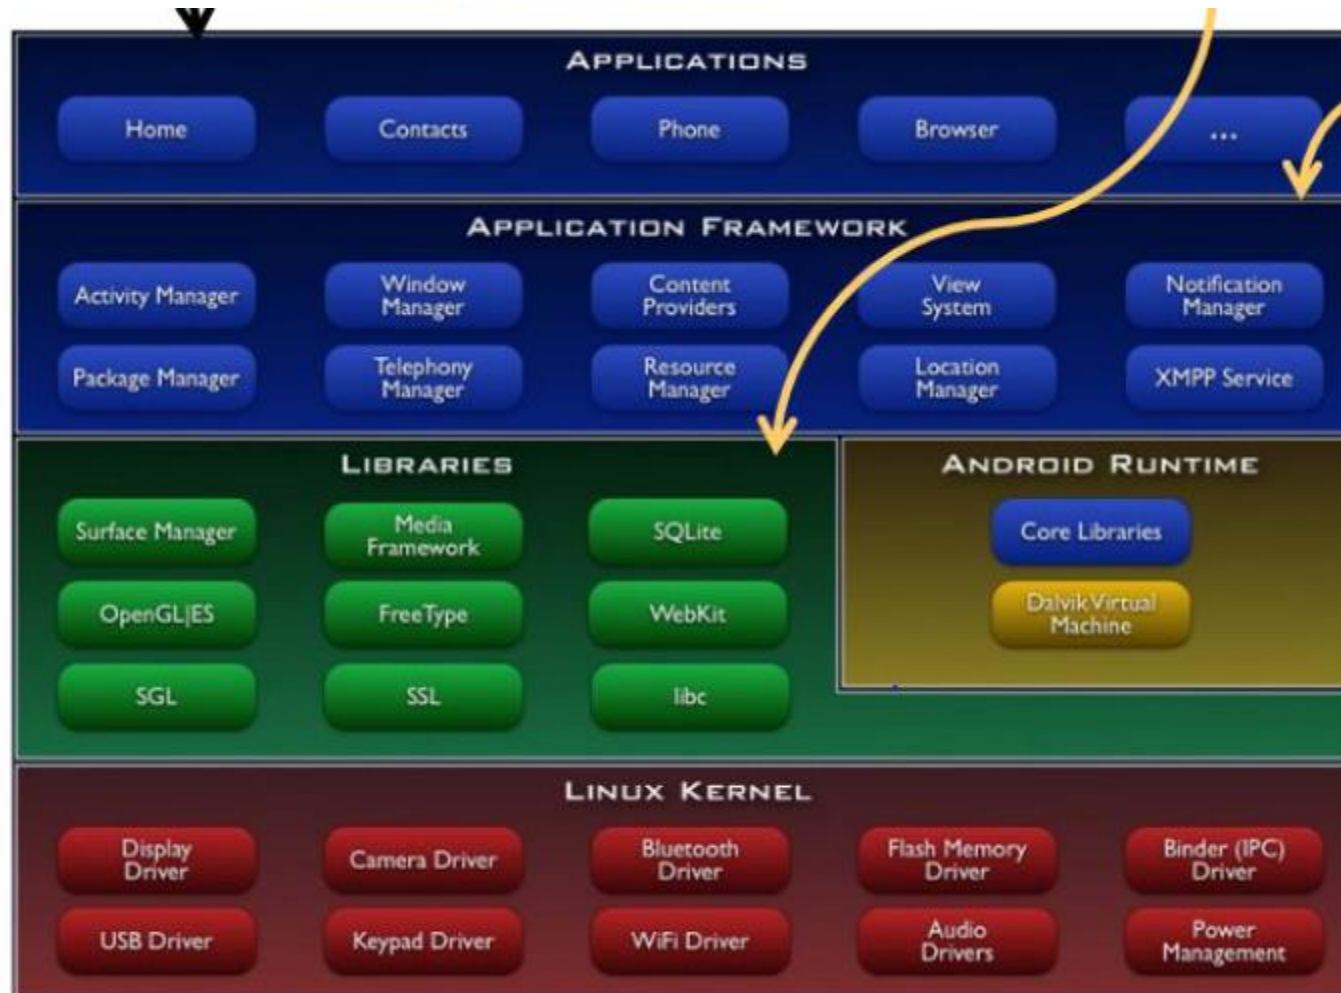 APPLICATIONS
Home
Contacts
Phone
Browser
...
APPLICATION FRAMEWORK
Activity Manager
Window
Manager
Content
Providers
View
System
Notification
Manager
Package Manager
Telephony
Manager
Resource
Manager
Location
Manager
XMPP Service
LIBRARIES
Surface Manager
Media
Framework
SQLite
OpenGL|ES
FreeType
WebKit
SGL
SSL
libc
ANDROID RUNTIME
Core Libraries
Dalvik Virtual
Machine
LINUX KERNEL
Display
Driver
Camera Driver
Bluetooth
Driver
Flash Memory
Driver
Binder (IPC)
Driver
USB Driver
Keypad Driver
WiFi Driver
Audio
Drivers
Power
Management